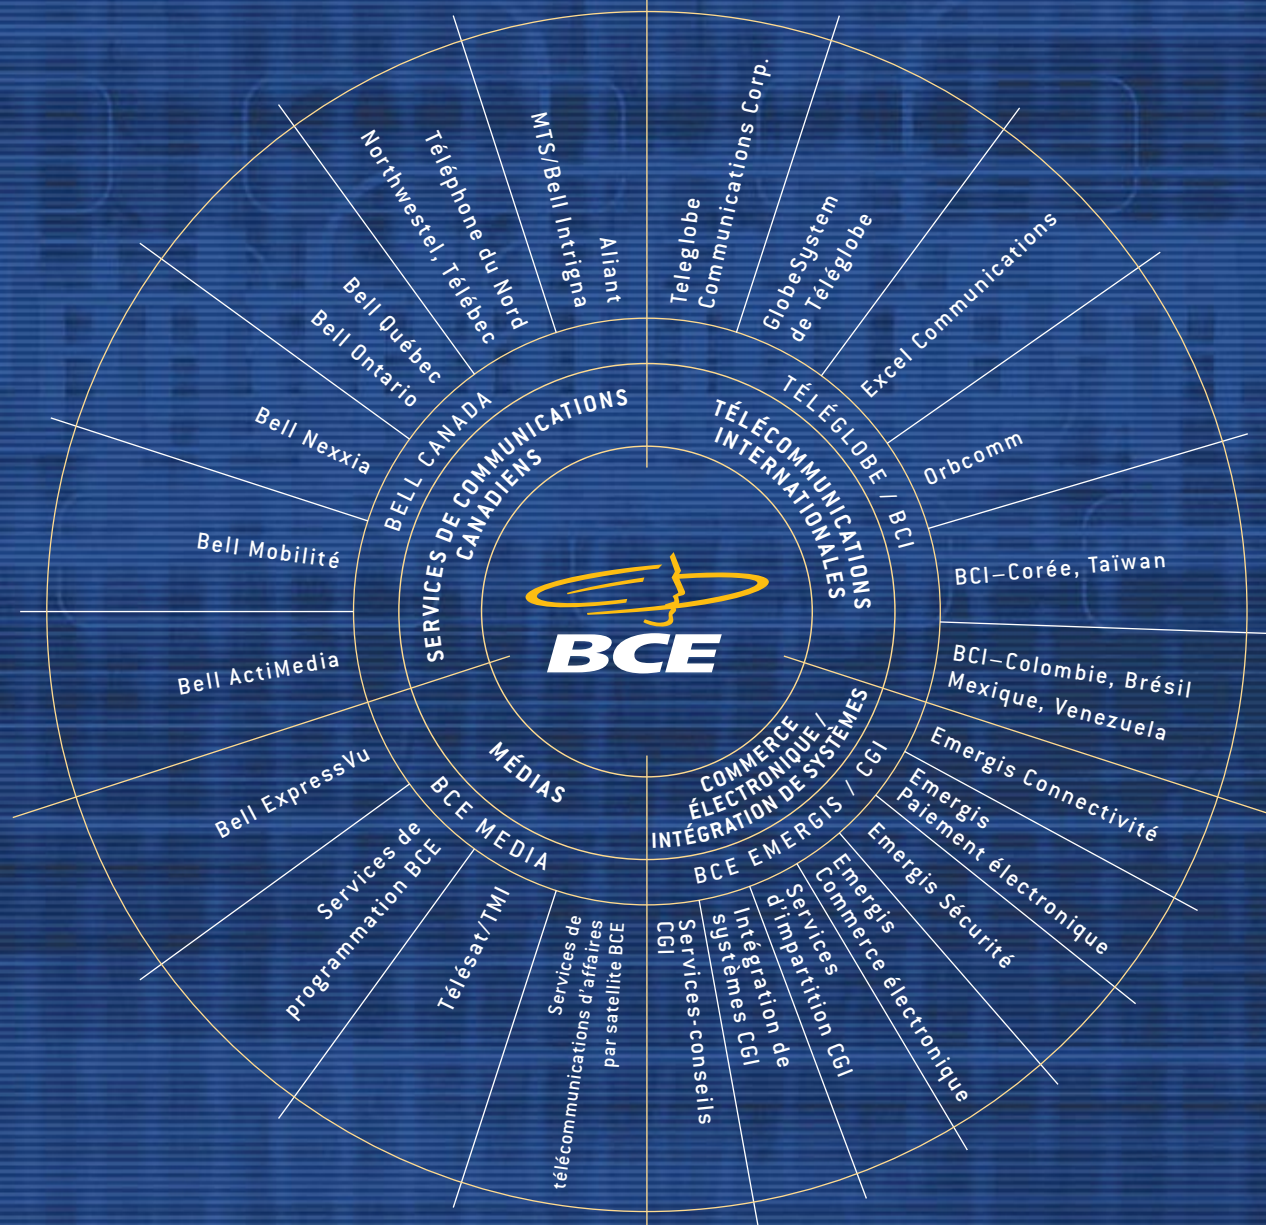 BCE
SERVICES DE COMMUNICATIONS
CANADIENS
BELL CANADA
Bell ActiMedia
Bell Mobilité
Bell Nexxia
Bell Ontario
Bell Québec
Northwestel, Télébec
Téléphone du Nord
MTS/Bell Intrigna
Aliant
TÉLÉCOMMUNICATIONS
INTERNATIONALES
TÉLÉGLOBE / BCI
Teleglobe
Communications Corp.
GlobeSystem
de Téléglobe
Excel Communications
Orbcomm
BCI–Corée, Taïwan
BCI–Colombie, Brésil
Mexique, Venezuela
COMMERCE
ÉLECTRONIQUE /
INTÉGRATION DE SYSTÈMES
BCE EMERGIS / CGI
Emergis Connectivité
Emergis
Paiement électronique
Emergis Sécurité
Emergis
Commerce électronique
Services
d'impartition CGI
Intégration de
systèmes CGI
Services-conseils
CGI
MÉDIAS
BCE MEDIA
Services de
télécommunications d'affaires
par satellite BCE
Télésat/TMI
Services de
programmation BCE
Bell ExpressVu